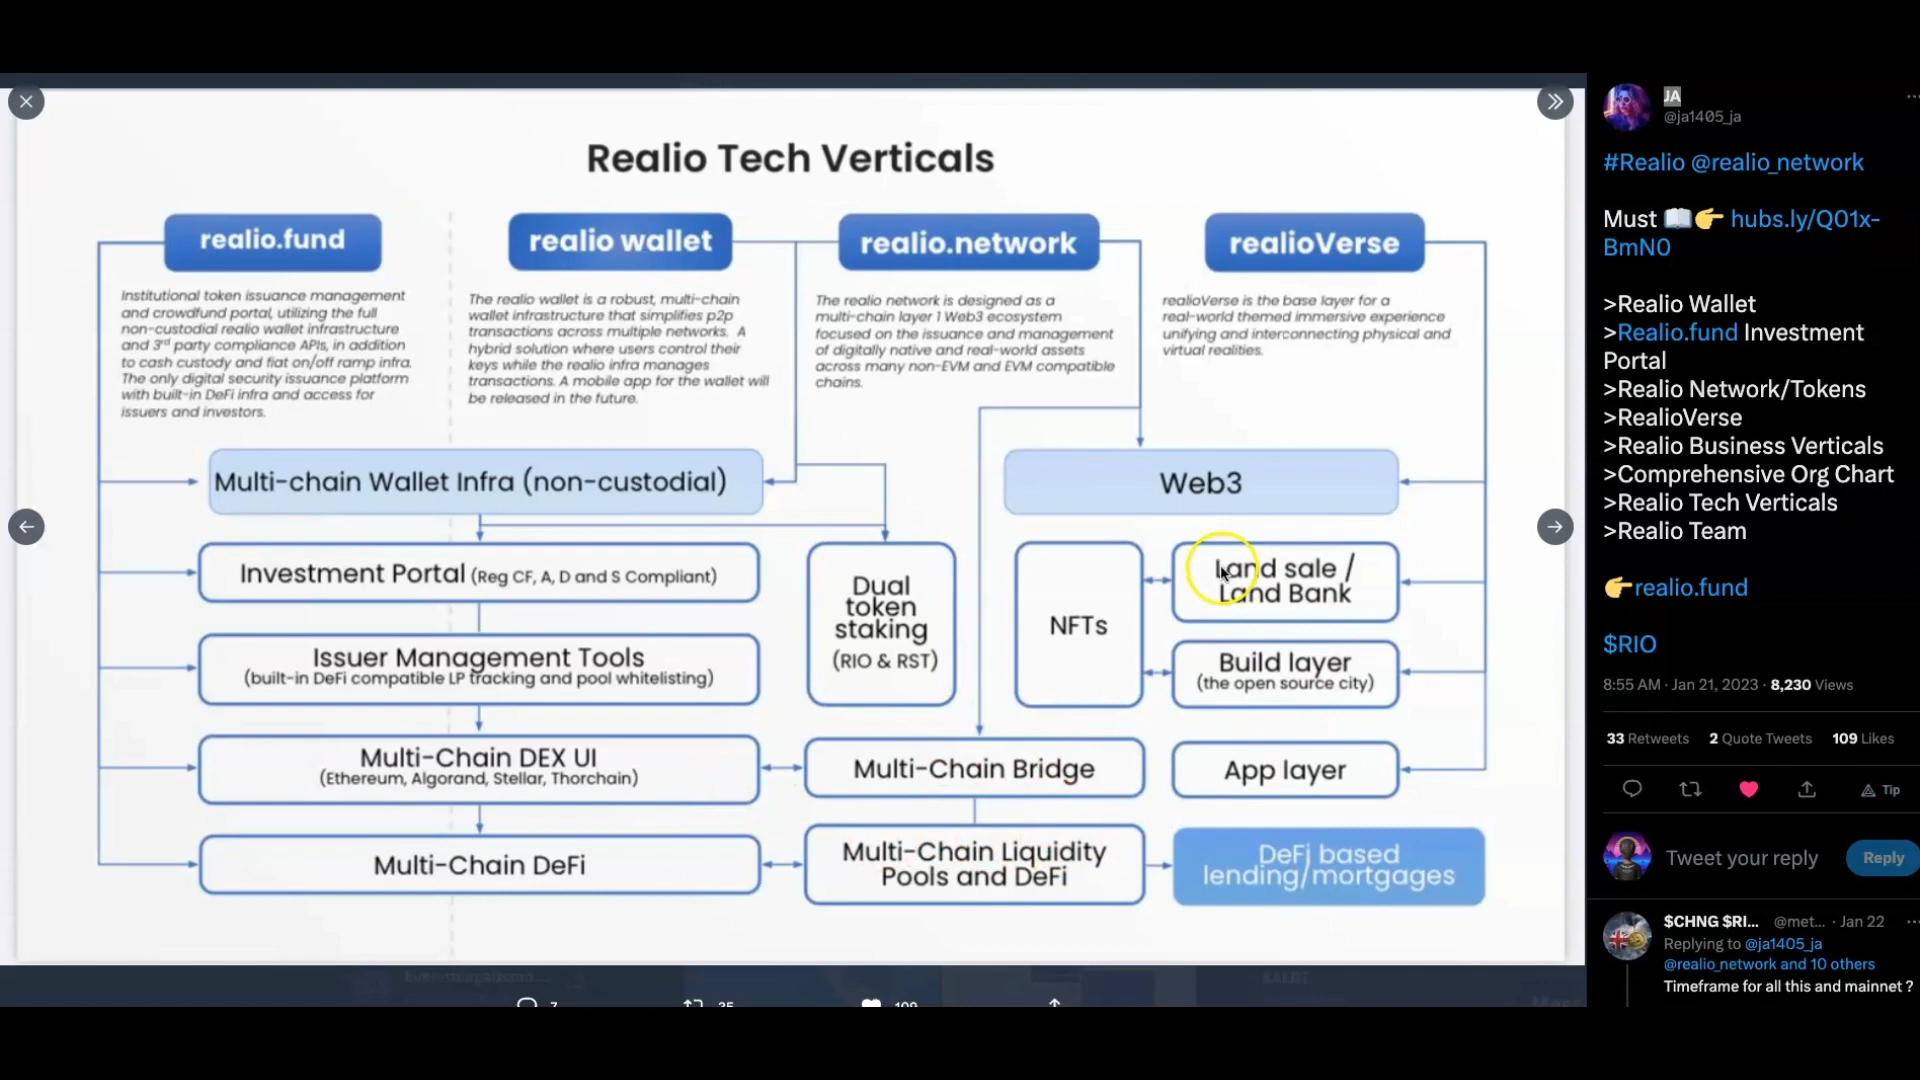 Realio Tech Verticals
realio.fund
Institutional token issuance management
and crowdfund portal, utilizing the full
non-custodial realio wallet infrastructure
and 3rd party compliance APIs, in addition
to cash custody and fiat on/off ramp infra.
The only digital security issuance platform
with built-in DeFi infra and access for
issuers and investors.
realio wallet
The realio wallet is a robust, multi-chain
wallet infrastructure that simplifies p2p
transactions across multiple networks. A
hybrid solution where users control their
keys while the realio infra manages
transactions. A mobile app for the wallet will
be released in the future.
realio.network
The realio network is designed as a
multi-chain layer 1 Web3 ecosystem
focused on the issuance and management
of digitally native and real-world assets
across many non-EVM and EVM compatible
chains.
realioVerse
realioVerse is the base layer for a
real-world themed immersive experience
unifying and interconnecting physical and
virtual realities.
Multi-chain Wallet Infra (non-custodial)
Web3
Investment Portal (Reg CF, A, D and S Compliant)
Issuer Management Tools
(built-in DeFi compatible LP tracking and pool whitelisting)
Multi-Chain DEX UI
(Ethereum, Algorand, Stellar, Thorchain)
Multi-Chain DeFi
Dual
token
staking
(RIO & RST)
NFTs
Land sale /
Land Bank
Build layer
(the open source city)
Multi-Chain Bridge
App layer
Multi-Chain Liquidity
Pools and DeFi
DeFi based
lending/mortgages
7
35
109
JA
@ja1405_ja
#Realio @realio_network
Must 📖👉 hubs.ly/Q01x-
BmN0
>Realio Wallet
>Realio.fund Investment
Portal
>Realio Network/Tokens
>RealioVerse
>Realio Business Verticals
>Comprehensive Org Chart
>Realio Tech Verticals
>Realio Team
👉realio.fund
$RIO
8:55 AM · Jan 21, 2023 · 8,230 Views
33 Retweets 2 Quote Tweets 109 Likes
Tip
Tweet your reply
Reply
$CHNG $RI... @met... · Jan 22
Replying to @ja1405_ja
@realio_network and 10 others
Timeframe for all this and mainnet ?